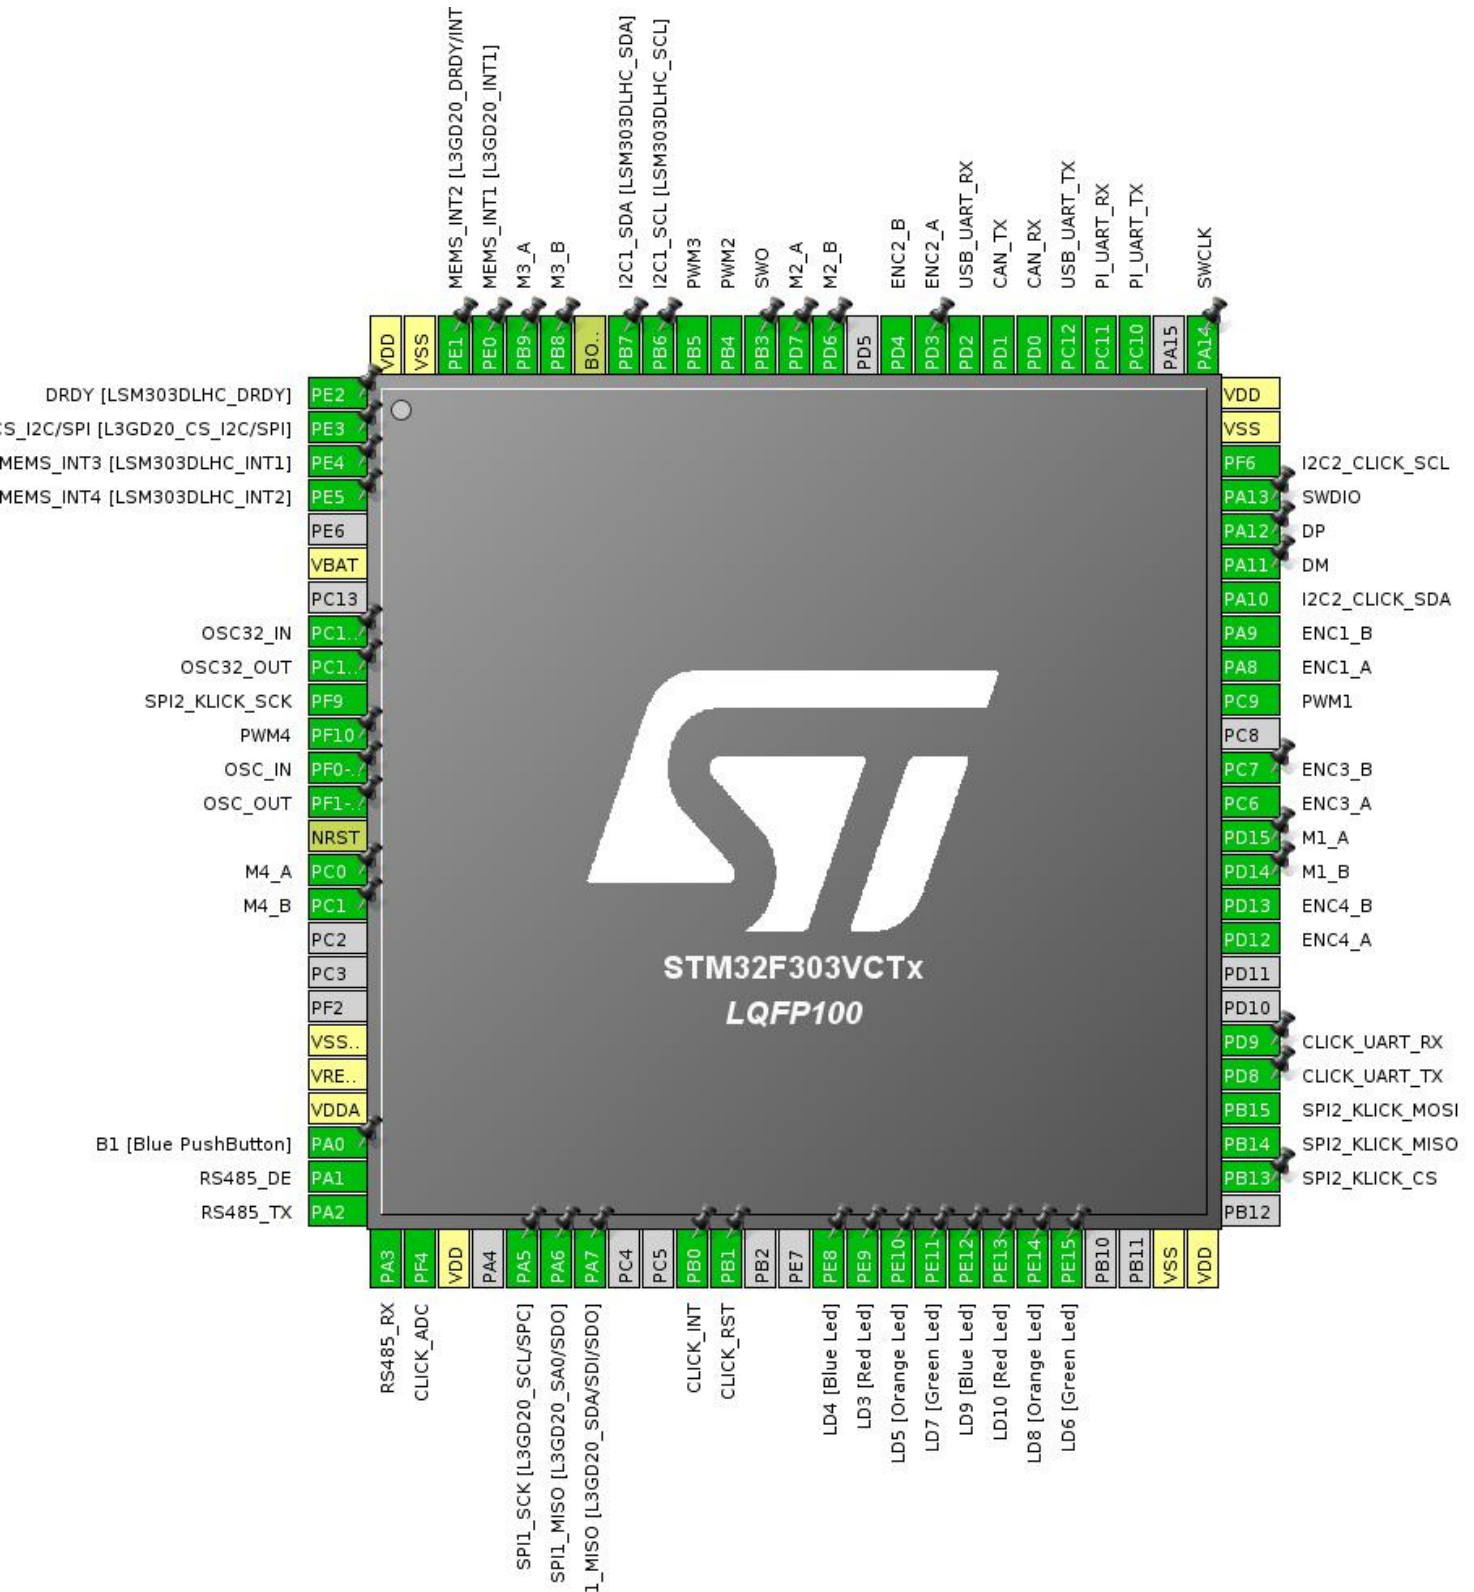 MEMS_INT2 [L3GD20_DRDY/INT
MEMS_INT1 [L3GD20_INT1]
M3_A
M3_B
I2C1_SDA [LSM303DLHC_SDA]
I2C1_SCL [LSM303DLHC_SCL]
PWM3
PWM2
SWO
M2_A
M2_B
ENC2_B
ENC2_A
USB_UART_RX
CAN_TX
CAN_RX
USB_UART_TX
PI_UART_RX
PI_UART_TX
SWCLK
VDD
VSS
PE1
PE0
PB9
PB8
BO..
PB7
PB6
PB5
PB4
PB3
PD7
PD6
PD5
PD4
PD3
PD2
PD1
PD0
PC12
PC11
PC10
PA15
PA14
DRDY [LSM303DLHC_DRDY] PE2
CS_I2C/SPI [L3GD20_CS_I2C/SPI] PE3
MEMS_INT3 [LSM303DLHC_INT1] PE4
MEMS_INT4 [LSM303DLHC_INT2] PE5
PE6
VBAT
PC13
OSC32_IN PC1..
OSC32_OUT PC1..
SPI2_KLICK_SCK PF9
PWM4 PF10
OSC_IN PF0-..
OSC_OUT PF1-..
NRST
M4_A PC0
M4_B PC1
PC2
PC3
PF2
VSS..
VRE..
VDDA
B1 [Blue PushButton] PA0
RS485_DE PA1
RS485_TX PA2
STM32F303VCTx
LQFP100
VDD
VSS
PF6 I2C2_CLICK_SCL
PA13 SWDIO
PA12 DP
PA11 DM
PA10 I2C2_CLICK_SDA
PA9 ENC1_B
PA8 ENC1_A
PC9 PWM1
PC8
PC7 ENC3_B
PC6 ENC3_A
PD15 M1_A
PD14 M1_B
PD13 ENC4_B
PD12 ENC4_A
PD11
PD10
PD9 CLICK_UART_RX
PD8 CLICK_UART_TX
PB15 SPI2_KLICK_MOSI
PB14 SPI2_KLICK_MISO
PB13 SPI2_KLICK_CS
PB12
PA3
PF4
VDD
PA4
PA5
PA6
PA7
PC4
PC5
PB0
PB1
PB2
PE7
PE8
PE9
PE10
PE11
PE12
PE13
PE14
PE15
PB10
PB11
VSS
VDD
RS485_RX
CLICK_ADC
SPI1_SCK [L3GD20_SCL/SPC]
SPI1_MISO [L3GD20_SA0/SDO]
1_MISO [L3GD20_SDA/SDI/SDO]
CLICK_INT
CLICK_RST
LD4 [Blue Led]
LD3 [Red Led]
LD5 [Orange Led]
LD7 [Green Led]
LD9 [Blue Led]
LD10 [Red Led]
LD8 [Orange Led]
LD6 [Green Led]